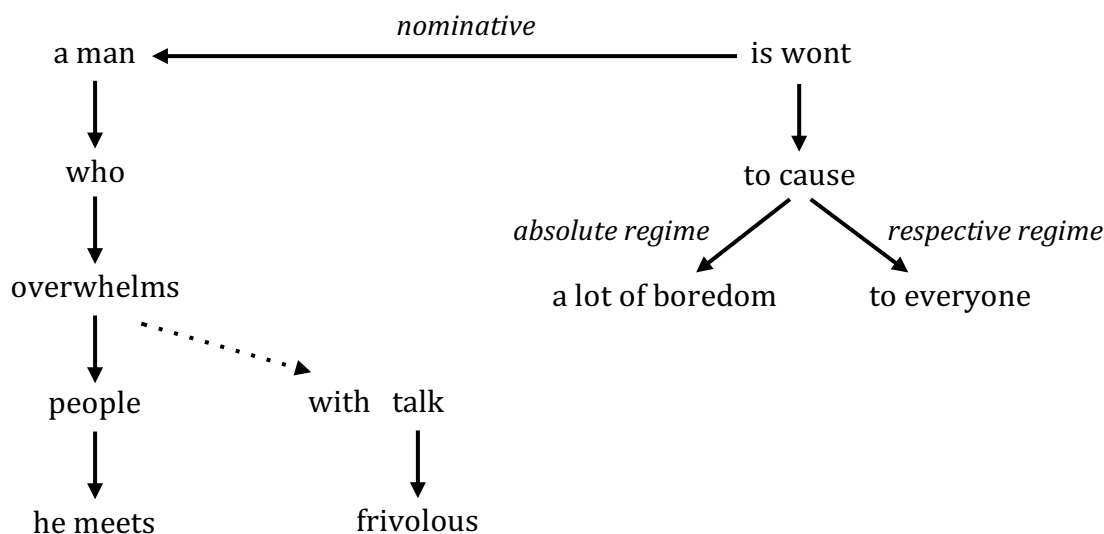 nominative
a man is wont
who to cause
absolute regime respective regime
overwhelms a lot of boredom to everyone
people with talk
he meets frivolous